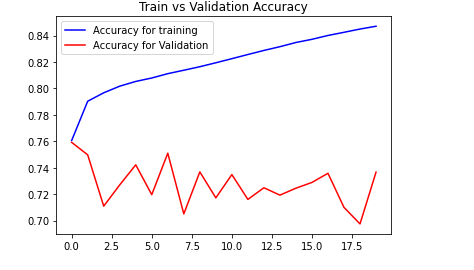 Train vs Validation Accuracy
Accuracy for training
Accuracy for Validation
0.84
0.82
0.80
0.78
0.76
0.74
0.72
0.70
0.0 2.5 5.0 7.5 10.0 12.5 15.0 17.5